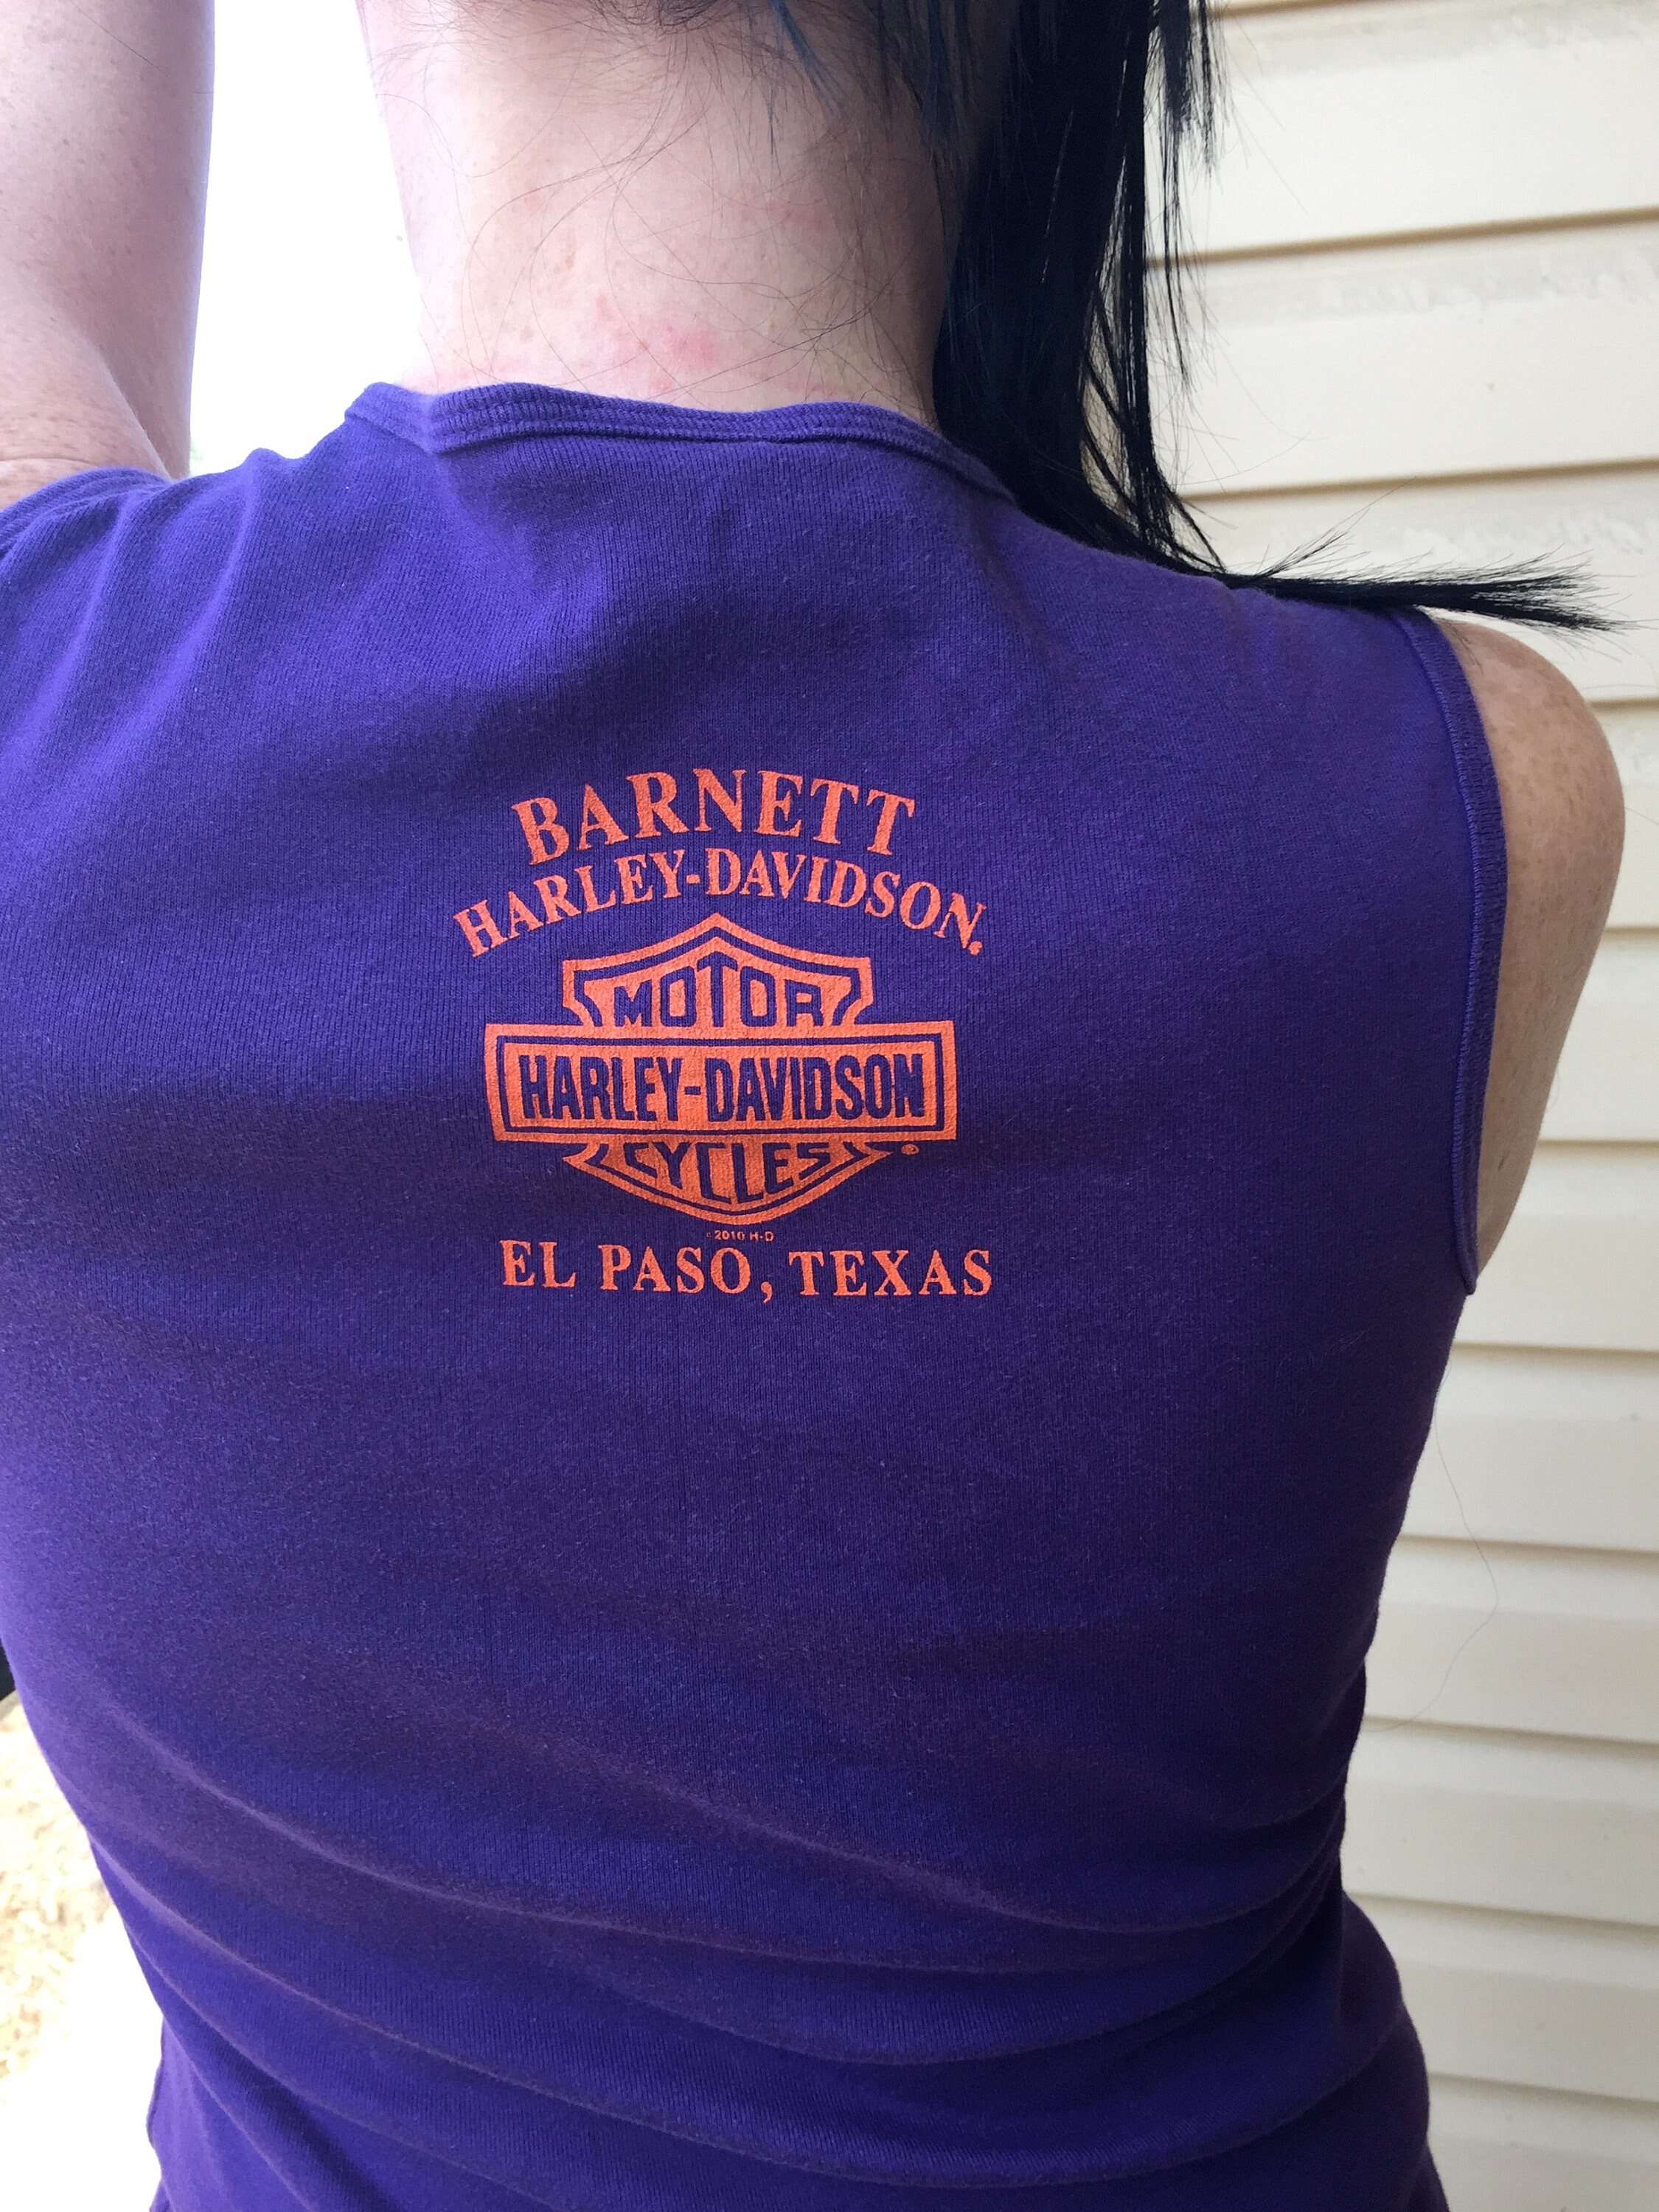 BARNETT
HARLEY-DAVIDSON®
MOTOR
HARLEY-DAVIDSON
CYCLES ®
© 2010 H-D
EL PASO, TEXAS